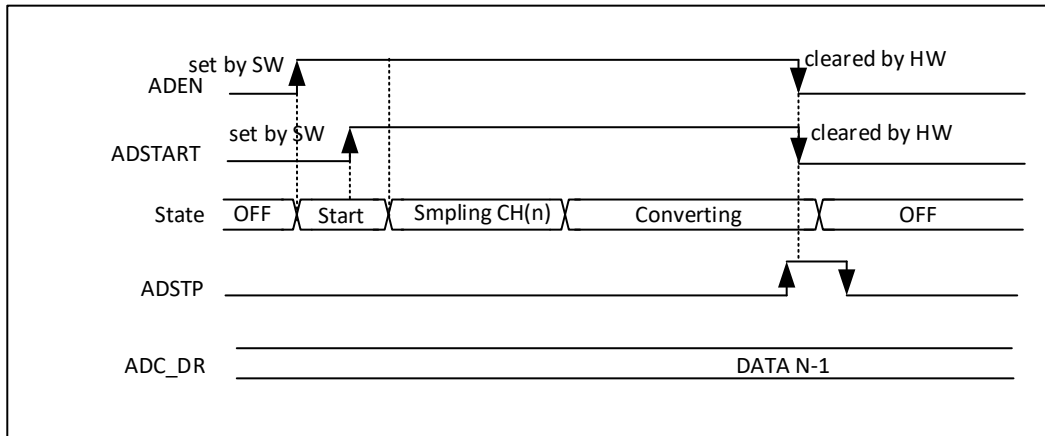 set by SW
cleared by HW
ADEN
set by SW
cleared by HW
ADSTART
State OFF Start Smpling CH(n) Converting OFF
ADSTP
ADC_DR DATA N-1